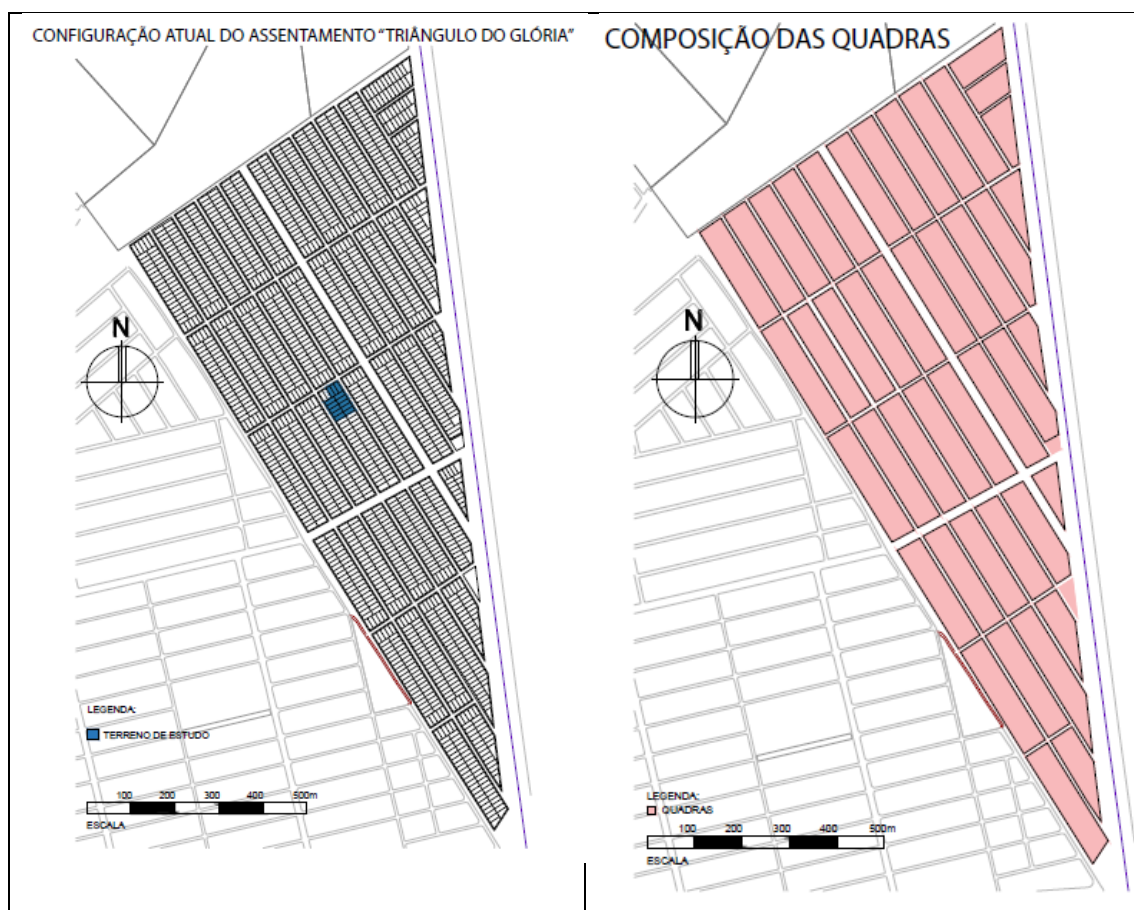 CONFIGURAÇÃO ATUAL DO ASSENTAMENTO “TRIÂNGULO DO GLÓRIA”
N
LEGENDA:
TERRENO DE ESTUDO
100 200 300 400 500m
ESCALA
COMPOSIÇÃO DAS QUADRAS
N
LEGENDA:
QUADRAS
100 200 300 400 500m
ESCALA